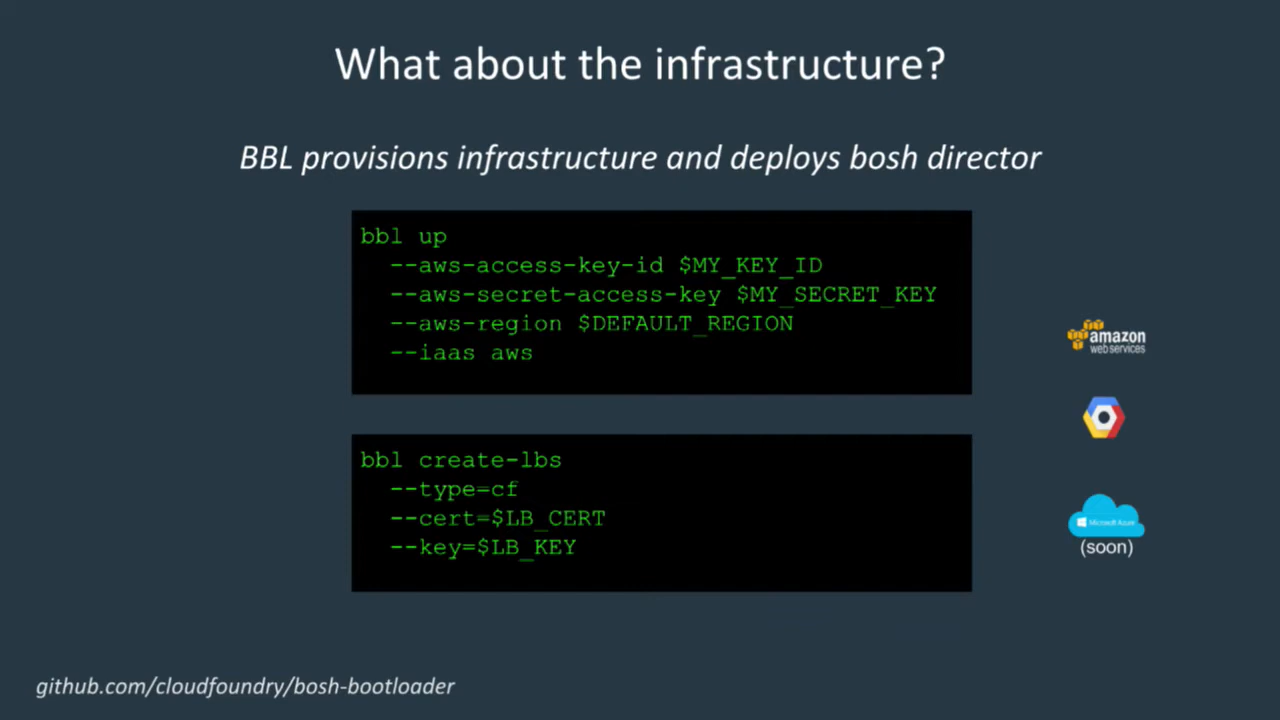 What about the infrastructure?
BBL provisions infrastructure and deploys bosh director
bbl up
--aws-access-key-id $MY_KEY_ID
--aws-secret-access-key $MY_SECRET_KEY
--aws-region $DEFAULT_REGION
--iaas aws
amazon
web services
bbl create-lbs
--type=cf
--cert=$LB_CERT
--key=$LB_KEY
Microsoft Azure
(soon)
github.com/cloudfoundry/bosh-bootloader